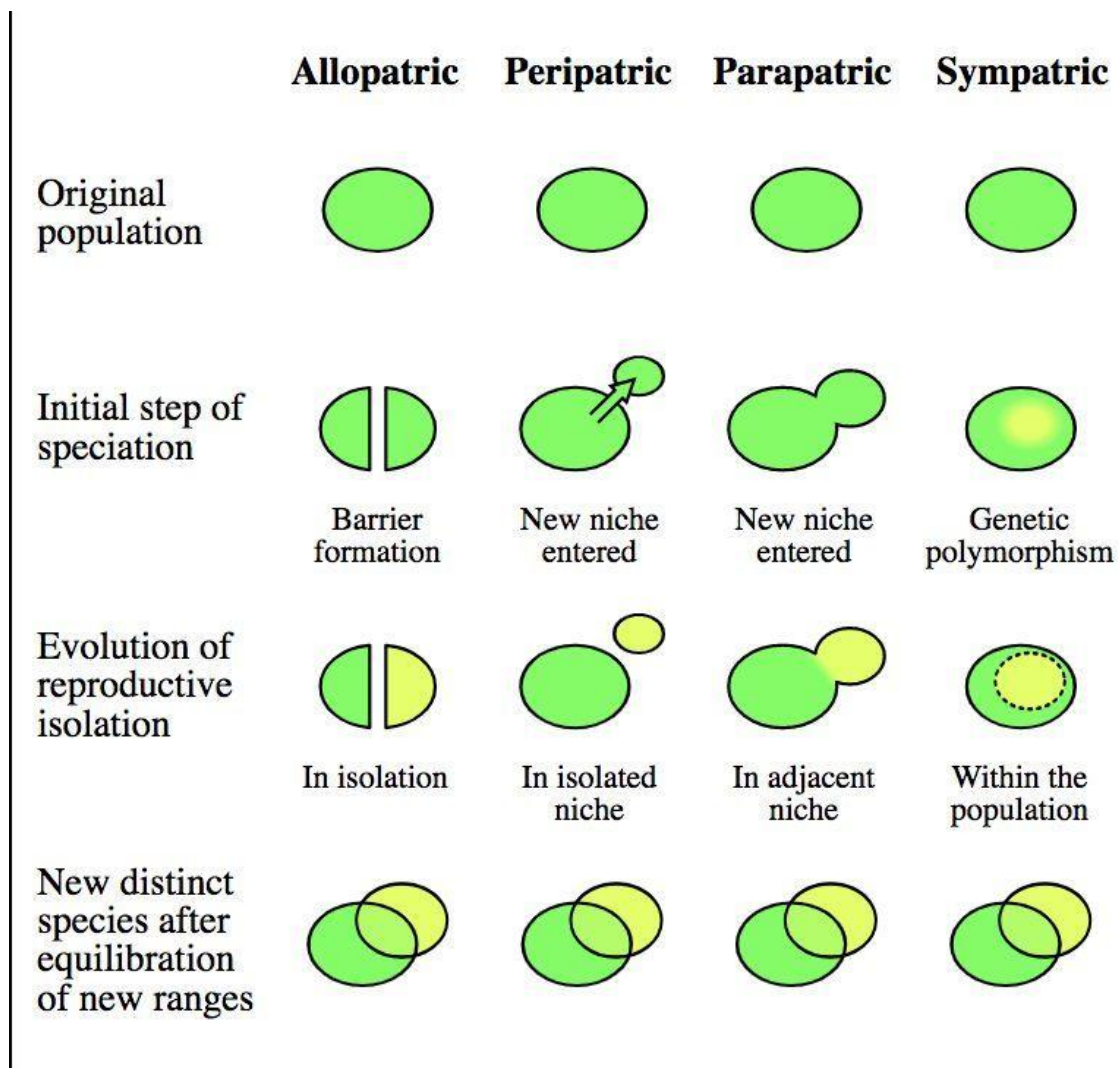 Allopatric Peripatric Parapatric Sympatric
Original
population
Initial step of
speciation
Barrier
formation
New niche
entered
New niche
entered
Genetic
polymorphism
Evolution of
reproductive
isolation
In isolation
In isolated
niche
In adjacent
niche
Within the
population
New distinct
species after
equilibration
of new ranges